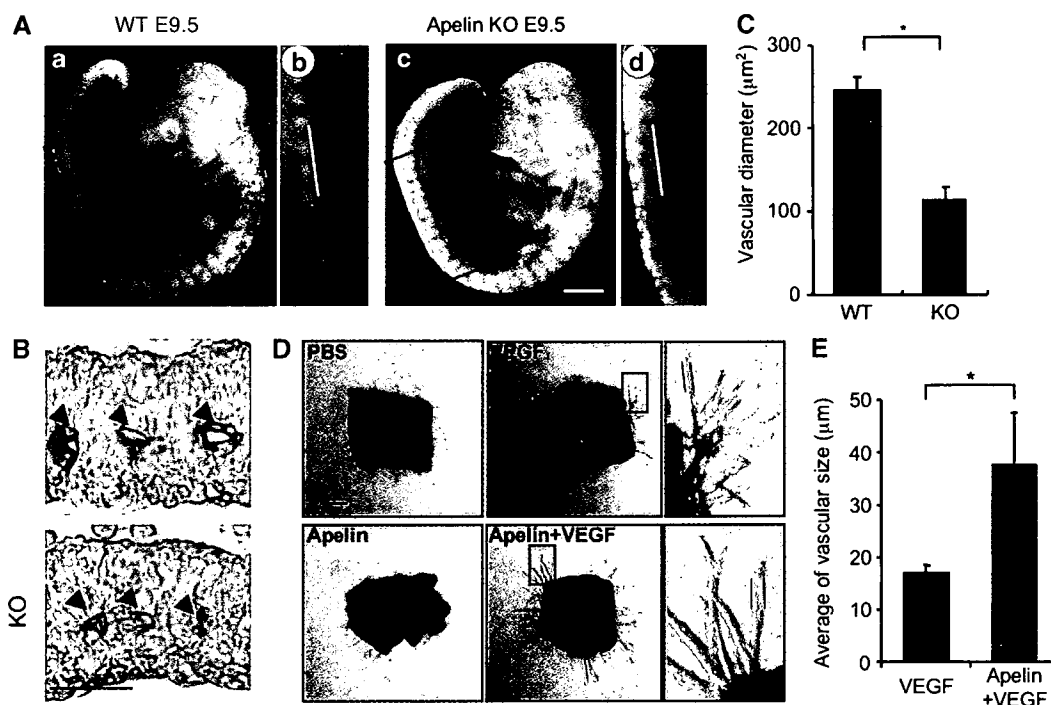 A
WT E9.5
Apelin KO E9.5
a
b
c
d
C
*
Vascular diameter (μm²)
300
200
100
0
WT
KO
B
KO
D
PBS
VEGF
Apelin
Apelin+VEGF
E
*
Average of vascular size (μm)
50
40
30
20
10
0
VEGF
Apelin
+VEGF